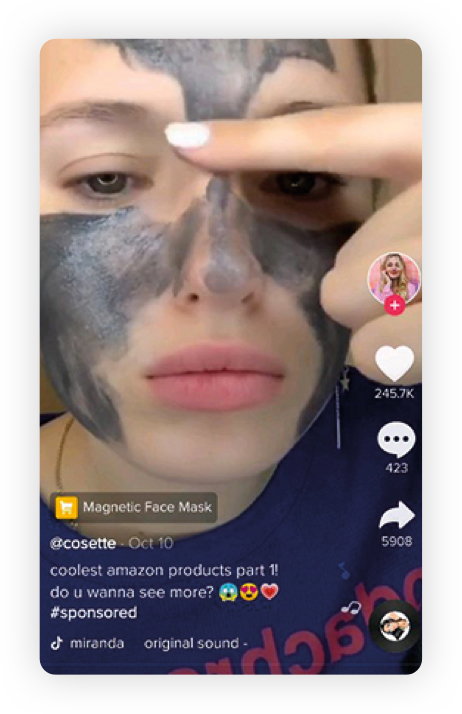 245.7K
423
5908
Magnetic Face Mask
@cosette · Oct 10
coolest amazon products part 1!
do u wanna see more? 😱😍💗
#sponsored
miranda original sound -